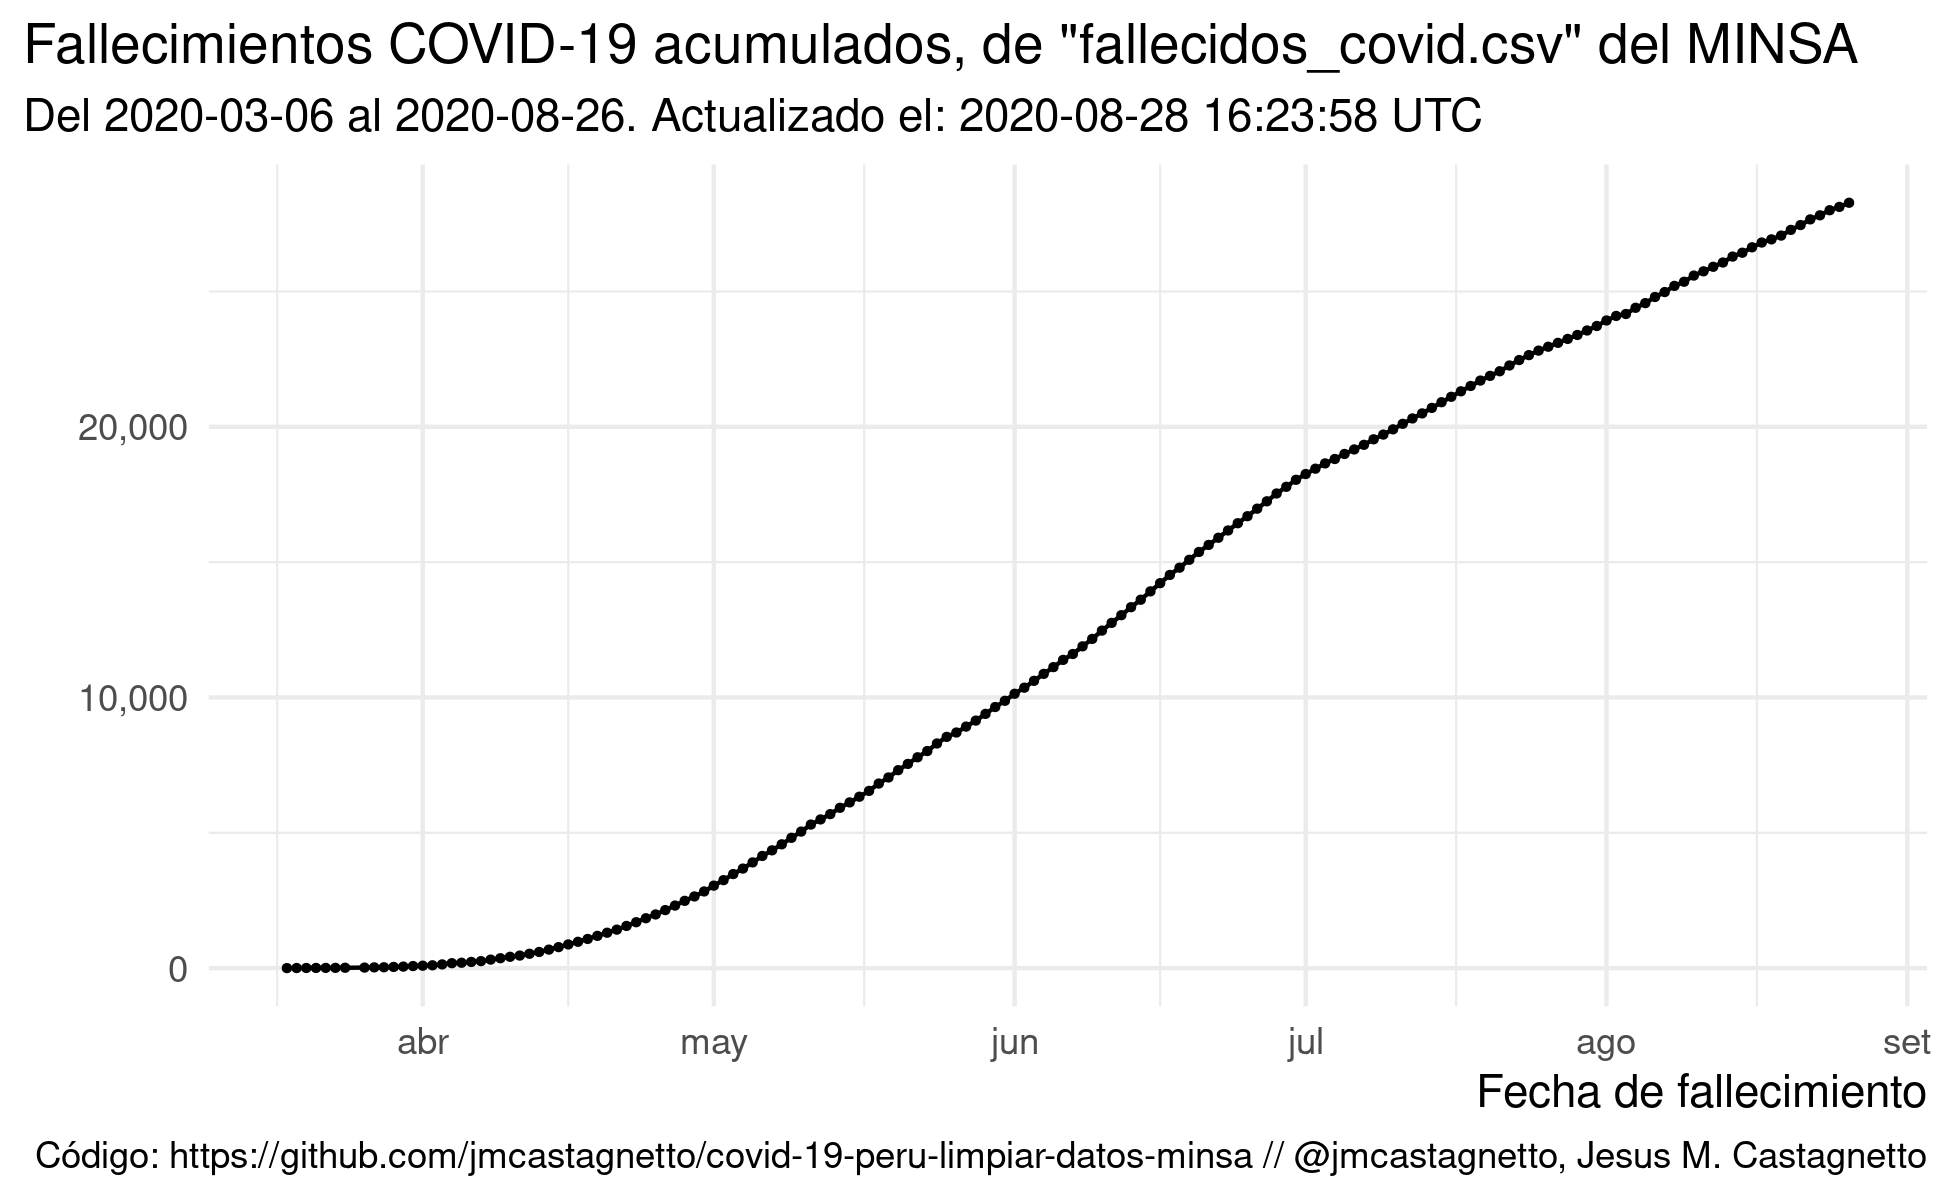 Fallecimientos COVID-19 acumulados, de "fallecidos_covid.csv" del MINSA
Del 2020-03-06 al 2020-08-26. Actualizado el: 2020-08-28 16:23:58 UTC
20,000
10,000
0
abr may jun jul ago set
Fecha de fallecimiento
Código: https://github.com/jmcastagnetto/covid-19-peru-limpiar-datos-minsa // @jmcastagnetto, Jesus M. Castagnetto